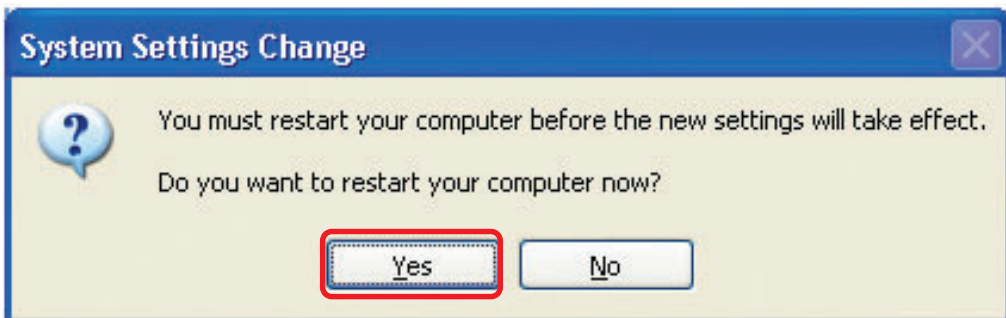 System Settings Change
You must restart your computer before the new settings will take effect.
Do you want to restart your computer now?
Yes No